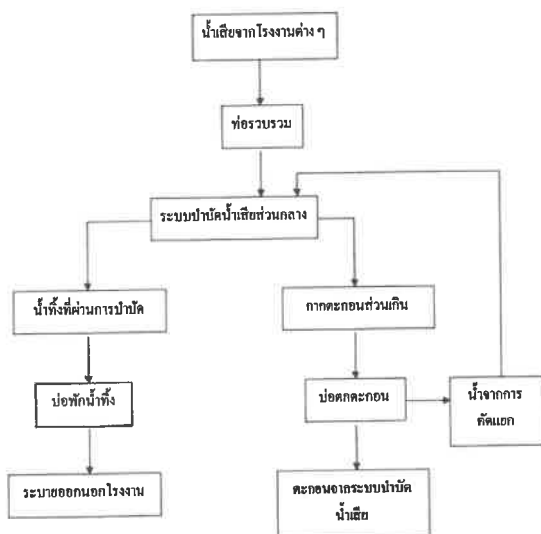 น้ำเสียจากโรงงานต่าง ๆ
ท่อรวบรวม
ระบบบำบัดน้ำเสียส่วนกลาง
น้ำทิ้งที่ผ่านการบำบัด
กากตะกอนส่วนเกิน
บ่อพักน้ำทิ้ง
บ่อตกตะกอน
น้ำจากการ
คัดแยก
ระบายออกนอกโรงงาน
ตะกอนจากระบบบำบัด
น้ำเสีย